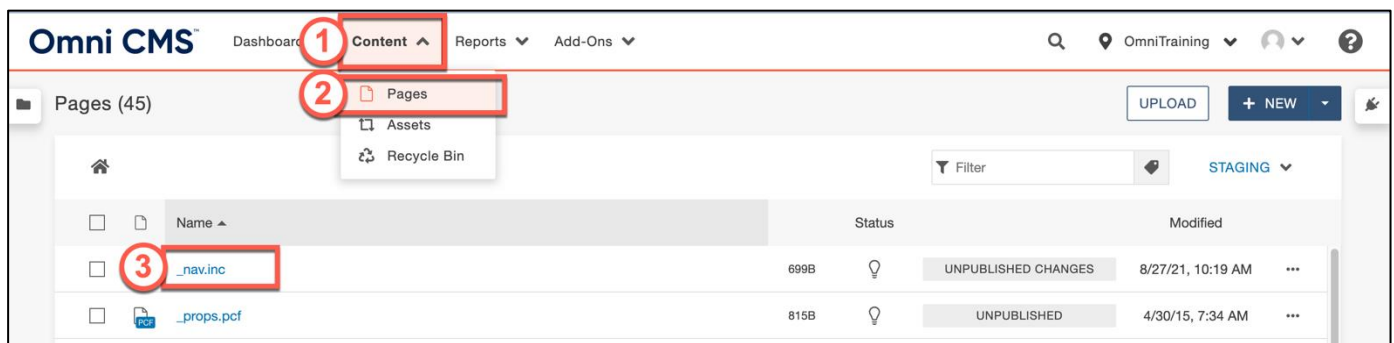 Omni CMS™ Dashboard 1 Content Reports Add-Ons OmniTraining ?
Pages (45) 2 Pages UPLOAD + NEW
Assets
Recycle Bin Filter STAGING
Name Status Modified
3 _nav.inc 699B UNPUBLISHED CHANGES 8/27/21, 10:19 AM
PCF _props.pcf 815B UNPUBLISHED 4/30/15, 7:34 AM